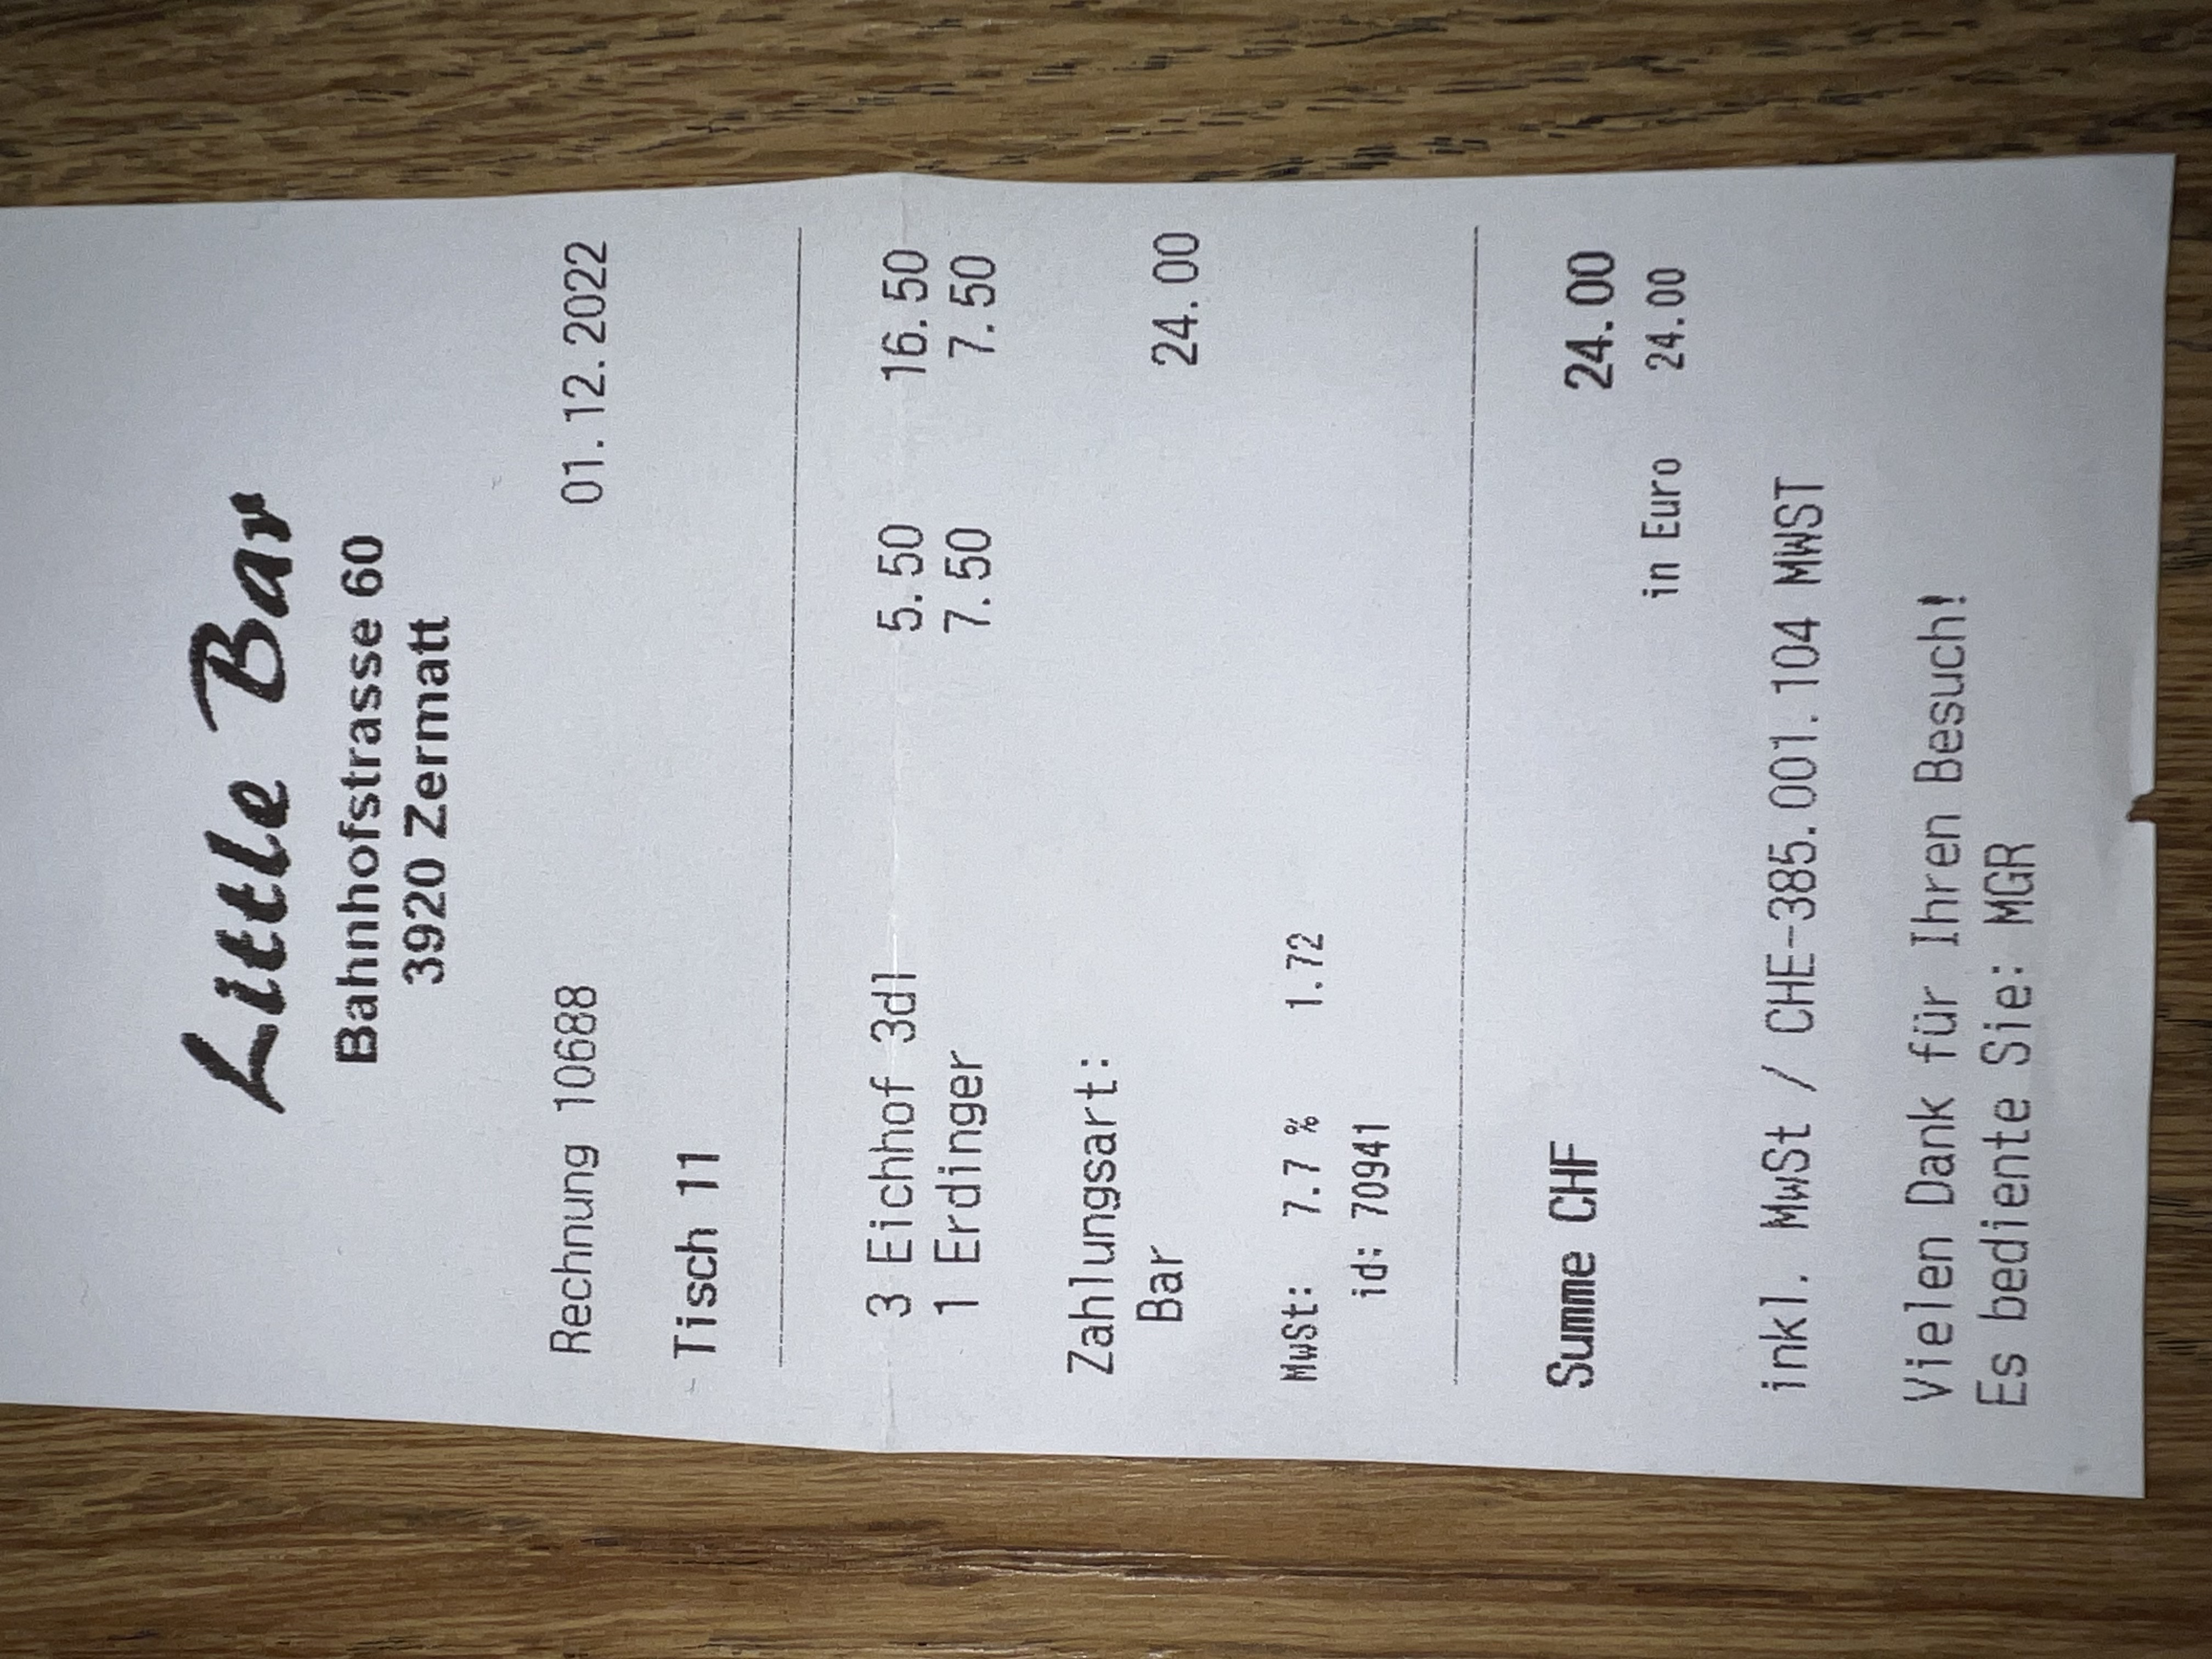 Little Bar
Bahnhofstrasse 60
3920 Zermatt
Rechnung 10688 01.12.2022
Tisch 11
3 Eichhof 3dl 5.50 16.50
1 Erdinger 7.50 7.50
Zahlungsart:
Bar 24.00
MwSt: 7.7 % 1.72
id: 70941
Summe CHF 24.00
in Euro 24.00
inkl. MwSt / CHE-385.001.104 MWST
Vielen Dank für Ihren Besuch!
Es bediente Sie: MGR